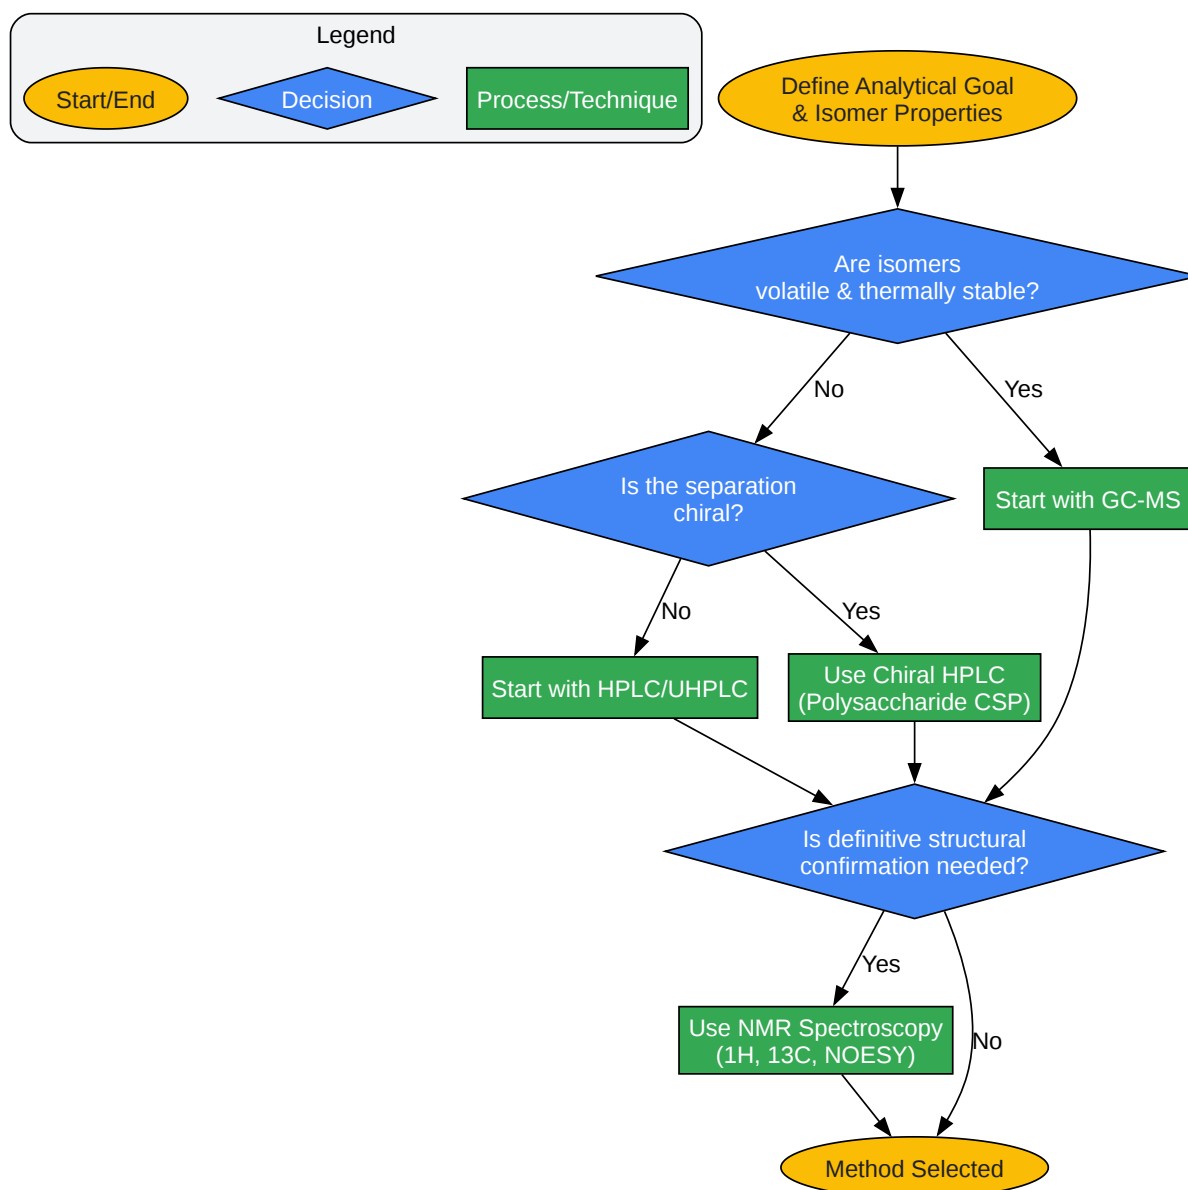 Legend
Start/End
Decision
Process/Technique
Define Analytical Goal
& Isomer Properties
Are isomers
volatile & thermally stable?
No
Yes
Is the separation
chiral?
Start with GC-MS
No
Yes
Start with HPLC/UHPLC
Use Chiral HPLC
(Polysaccharide CSP)
Is definitive structural
confirmation needed?
Yes
No
Use NMR Spectroscopy
(1H, 13C, NOESY)
Method Selected